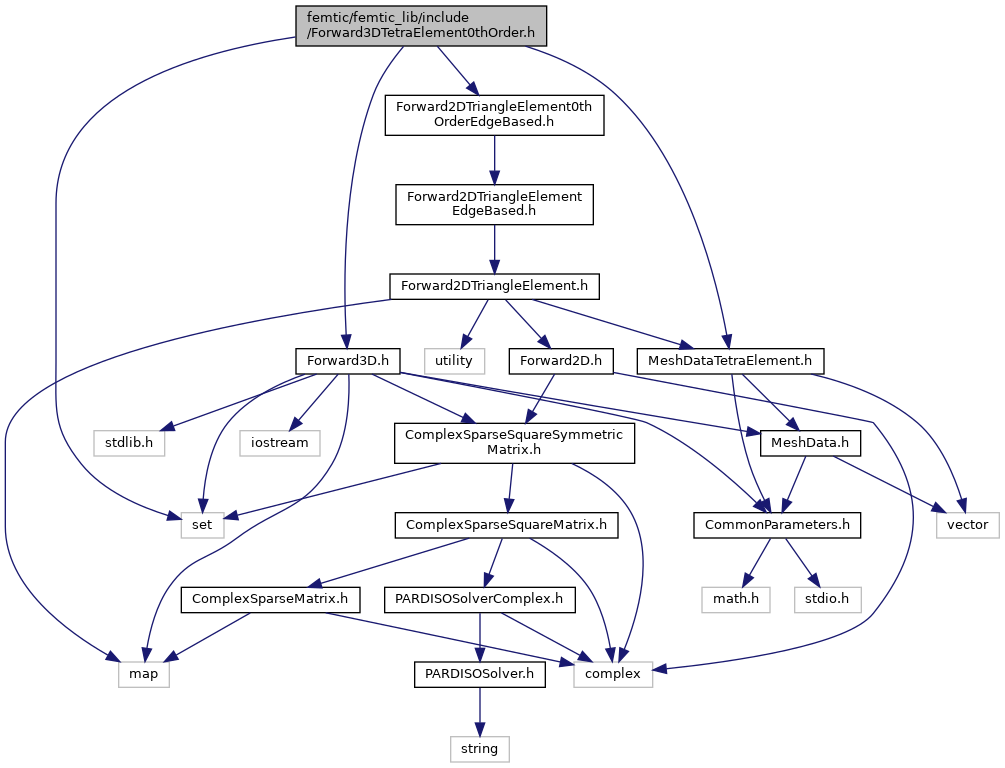 femtic/femtic_lib/include
/Forward3DTetraElement0thOrder.h
Forward2DTriangleElement0th
OrderEdgeBased.h
Forward2DTriangleElement
EdgeBased.h
Forward2DTriangleElement.h
Forward3D.h
utility
Forward2D.h
MeshDataTetraElement.h
stdlib.h
iostream
ComplexSparseSquareSymmetric
Matrix.h
MeshData.h
set
ComplexSparseSquareMatrix.h
CommonParameters.h
vector
ComplexSparseMatrix.h
PARDISOSolverComplex.h
math.h
stdio.h
map
PARDISOSolver.h
complex
string